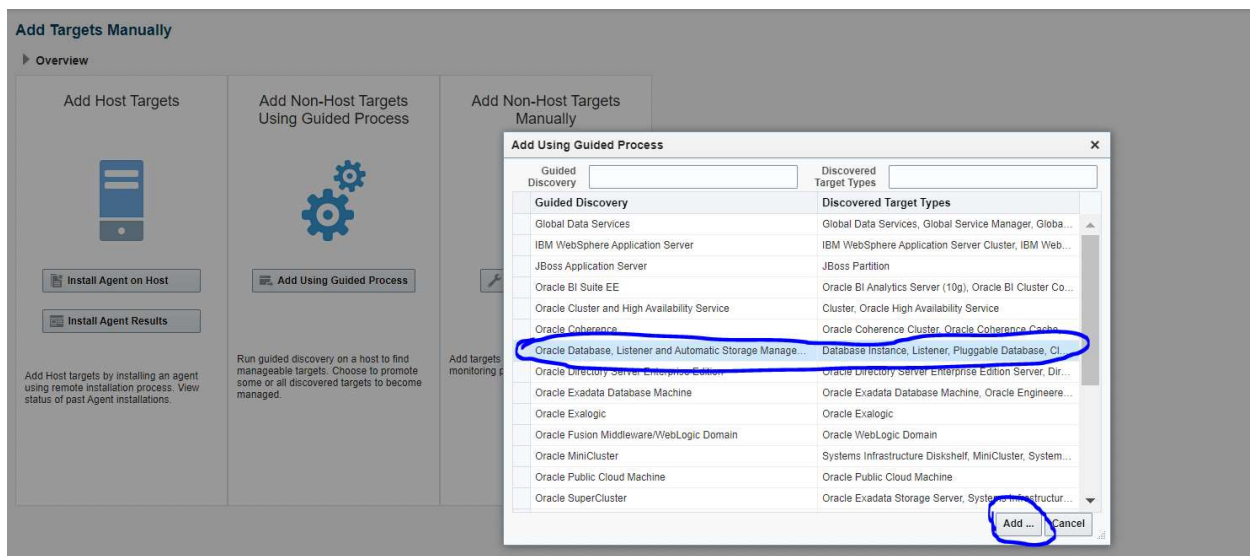 Add Targets Manually
Overview
Add Host Targets
Install Agent on Host
Install Agent Results
Add Host targets by installing an agent
using remote installation process. View
status of past Agent installations.
Add Non-Host Targets
Using Guided Process
Add Using Guided Process
Run guided discovery on a host to find
manageable targets. Choose to promote
some or all discovered targets to become
managed.
Add Non-Host Targets
Manually
Add targets
monitoring p
Add Using Guided Process
Guided
Discovery
Discovered
Target Types
Guided Discovery Discovered Target Types
Global Data Services Global Data Services, Global Service Manager, Globa...
IBM WebSphere Application Server IBM WebSphere Application Server Cluster, IBM Web...
JBoss Application Server JBoss Partition
Oracle BI Suite EE Oracle BI Analytics Server (10g), Oracle BI Cluster Co...
Oracle Cluster and High Availability Service Cluster, Oracle High Availability Service
Oracle Coherence Oracle Coherence Cluster, Oracle Coherence Cache
Oracle Database, Listener and Automatic Storage Manage... Database Instance, Listener, Pluggable Database, Cl...
Oracle Directory Server Enterprise Edition Oracle Directory Server Enterprise Edition Server, Dir...
Oracle Exadata Database Machine Oracle Exadata Database Machine, Oracle Engineere...
Oracle Exalogic Oracle Exalogic
Oracle Fusion Middleware/WebLogic Domain Oracle WebLogic Domain
Oracle MiniCluster Systems Infrastructure Diskshelf, MiniCluster, System...
Oracle Public Cloud Machine Oracle Public Cloud Machine
Oracle SuperCluster Oracle Exadata Storage Server, Systems Infrastructur...
Add ... Cancel